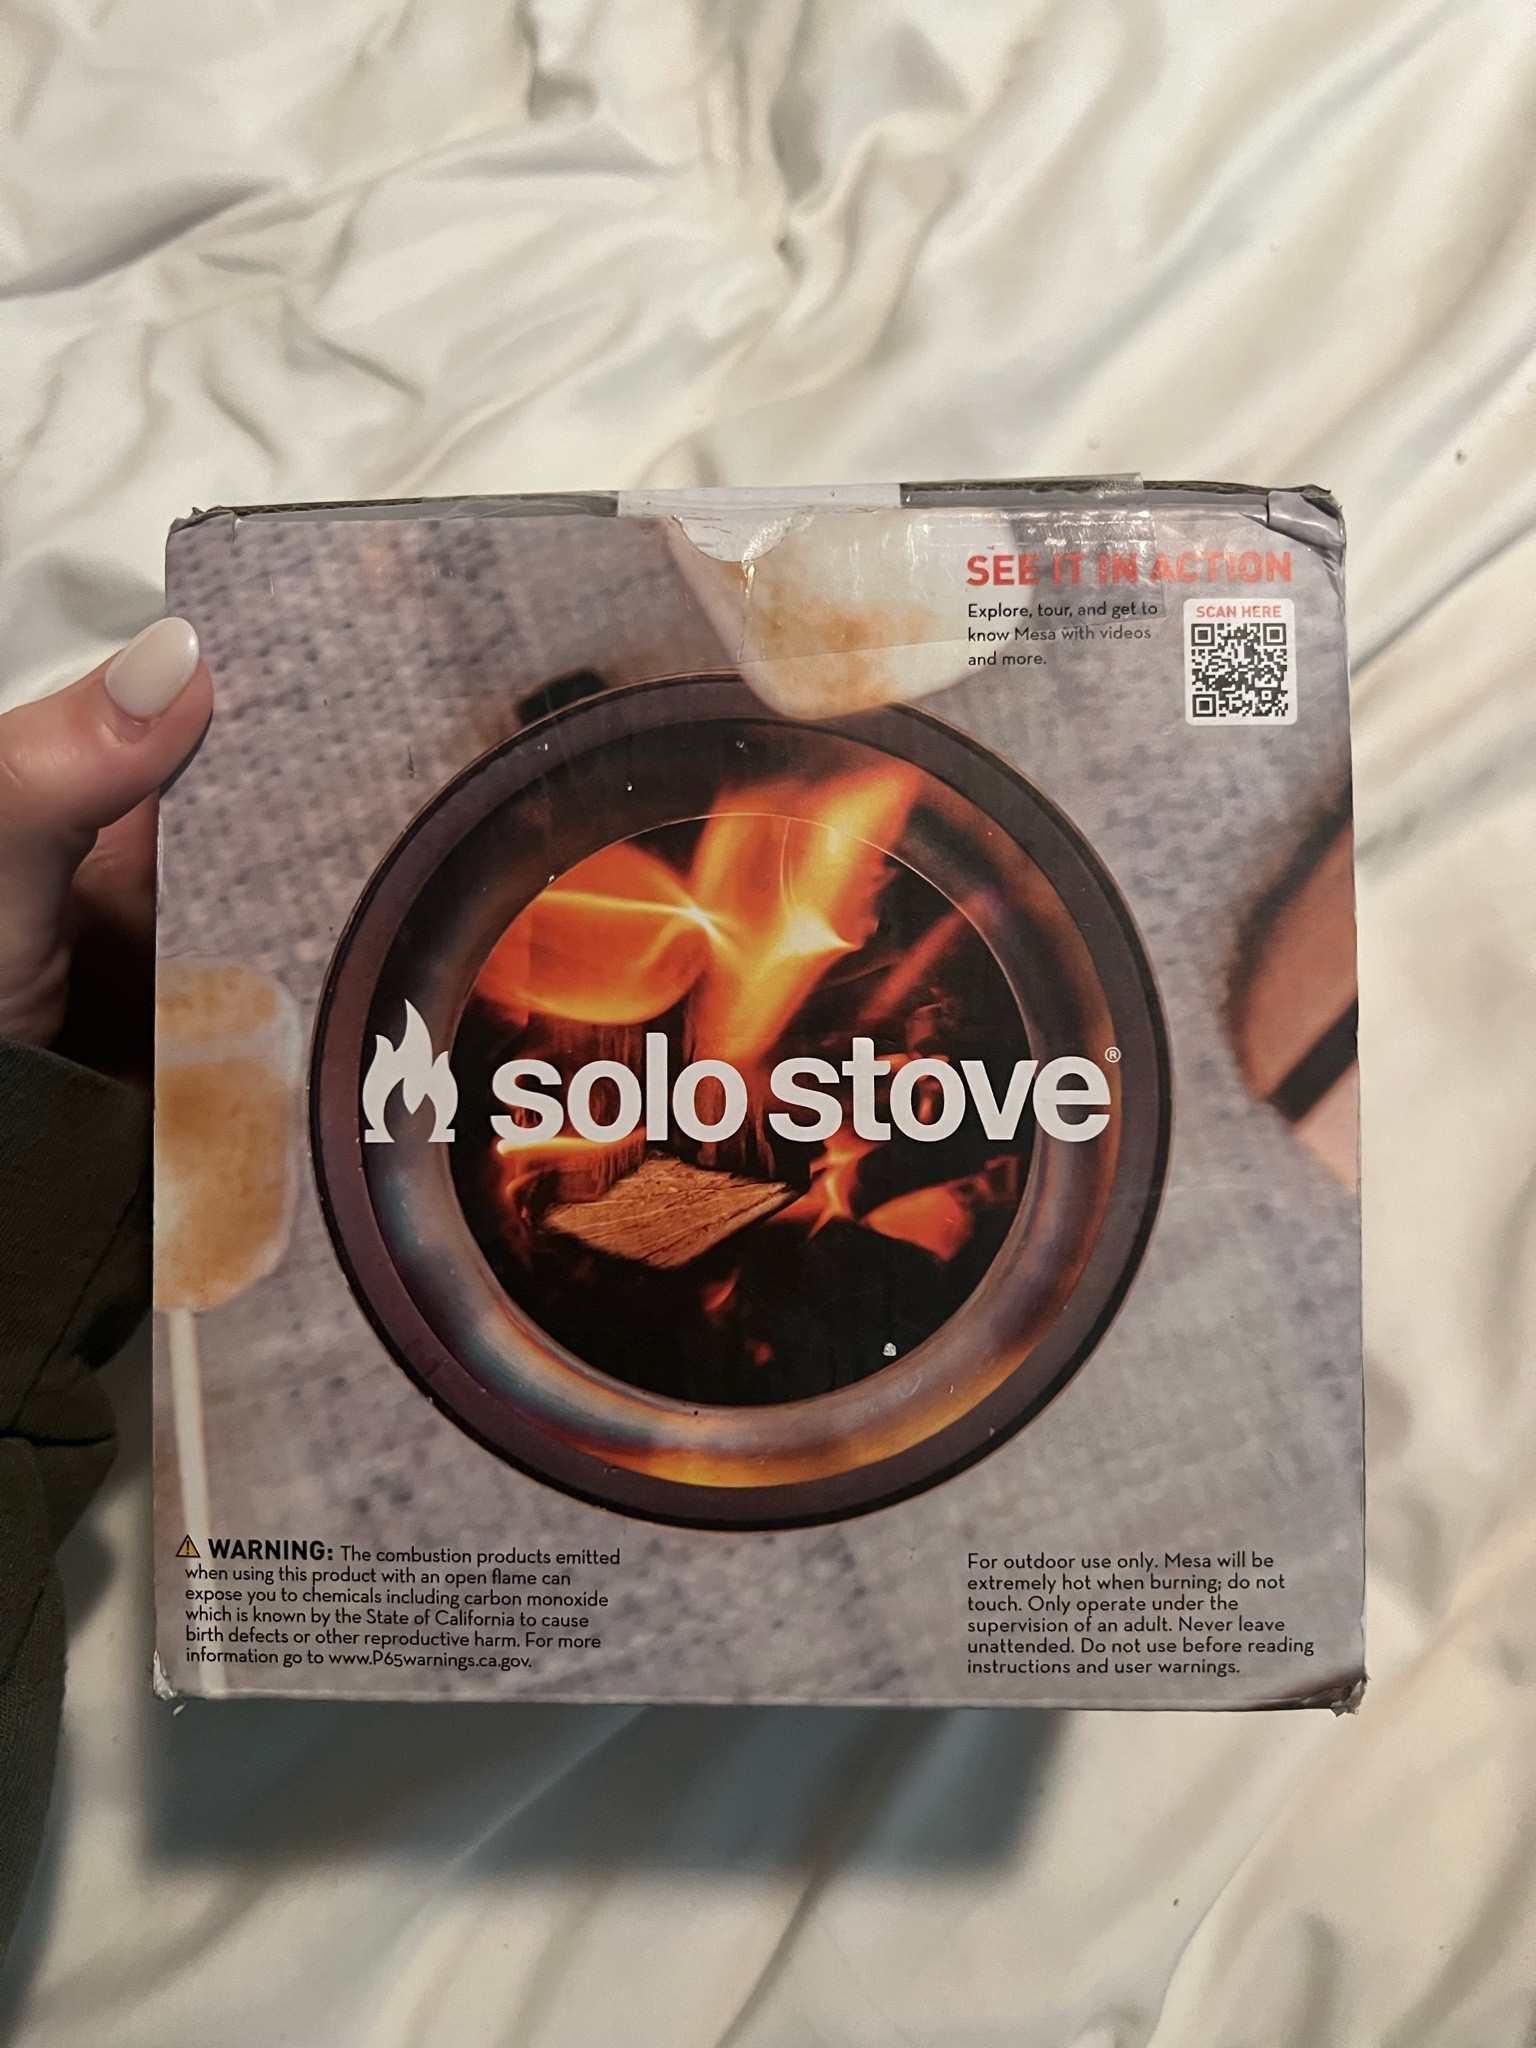 SEE IT IN ACTION
Explore, tour, and get to
know Mesa with videos
and more.
SCAN HERE
solo stove®
WARNING: The combustion products emitted
when using this product with an open flame can
expose you to chemicals including carbon monoxide
which is known by the State of California to cause
birth defects or other reproductive harm. For more
information go to www.P65warnings.ca.gov.
For outdoor use only. Mesa will be
extremely hot when burning; do not
touch. Only operate under the
supervision of an adult. Never leave
unattended. Do not use before reading
instructions and user warnings.